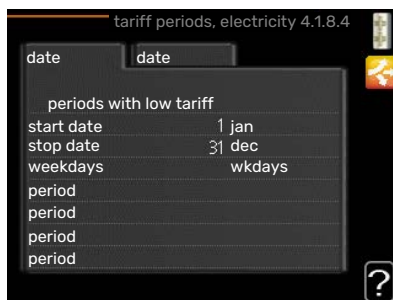 tariff periods, electricity 4.1.8.4
date date
periods with low tariff
start date 1 jan
stop date 31 dec
weekdays wkdays
period
period
period
period
?